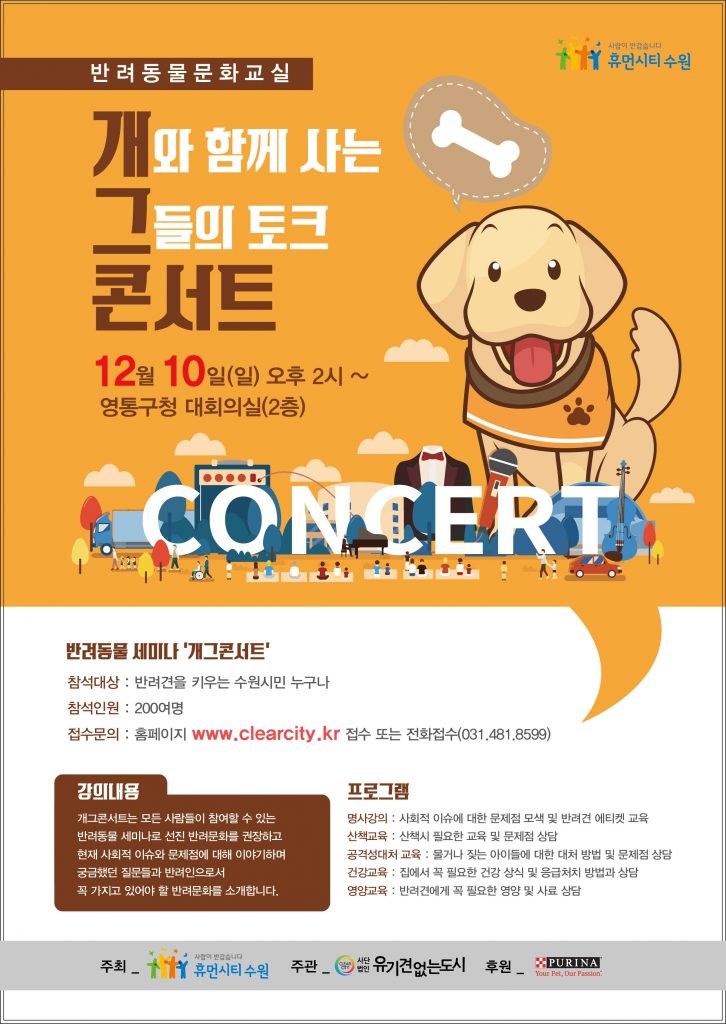 사람이 반갑습니다
휴먼시티 수원
반려동물문화교실
개와 함께 사는
그들의 토크
콘서트
12월 10일(일) 오후 2시 ~
영통구청 대회의실(2층)
CONCERT
반려동물 세미나 '개그콘서트'
참석대상 : 반려견을 키우는 수원시민 누구나
참석인원 : 200여명
접수문의 : 홈페이지 www.clearcity.kr 접수 또는 전화접수(031.481.8599)
강의내용
개그콘서트는 모든 사람들이 참여할 수 있는
반려동물 세미나로 선진 반려문화를 권장하고
현재 사회적 이슈와 문제점에 대해 이야기하며
궁금했던 질문들과 반려인으로서
꼭 가지고 있어야 할 반려문화를 소개합니다.
프로그램
명사강의 : 사회적 이슈에 대한 문제점 모색 및 반려견 에티켓 교육
산책교육 : 산책시 필요한 교육 및 문제점 상담
공격성대처 교육 : 물거나 짖는 아이들에 대한 대처 방법 및 문제점 상담
건강교육 : 집에서 꼭 필요한 건강 상식 및 응급처치 방법과 상담
영양교육 : 반려견에게 꼭 필요한 영양 및 사료 상담
주최 _ 사람이 반갑습니다 휴먼시티 수원 주관 _ CLEAN CITY 사단법인 유기견없는도시 후원 _ PURINA
Your Pet, Our Passion.